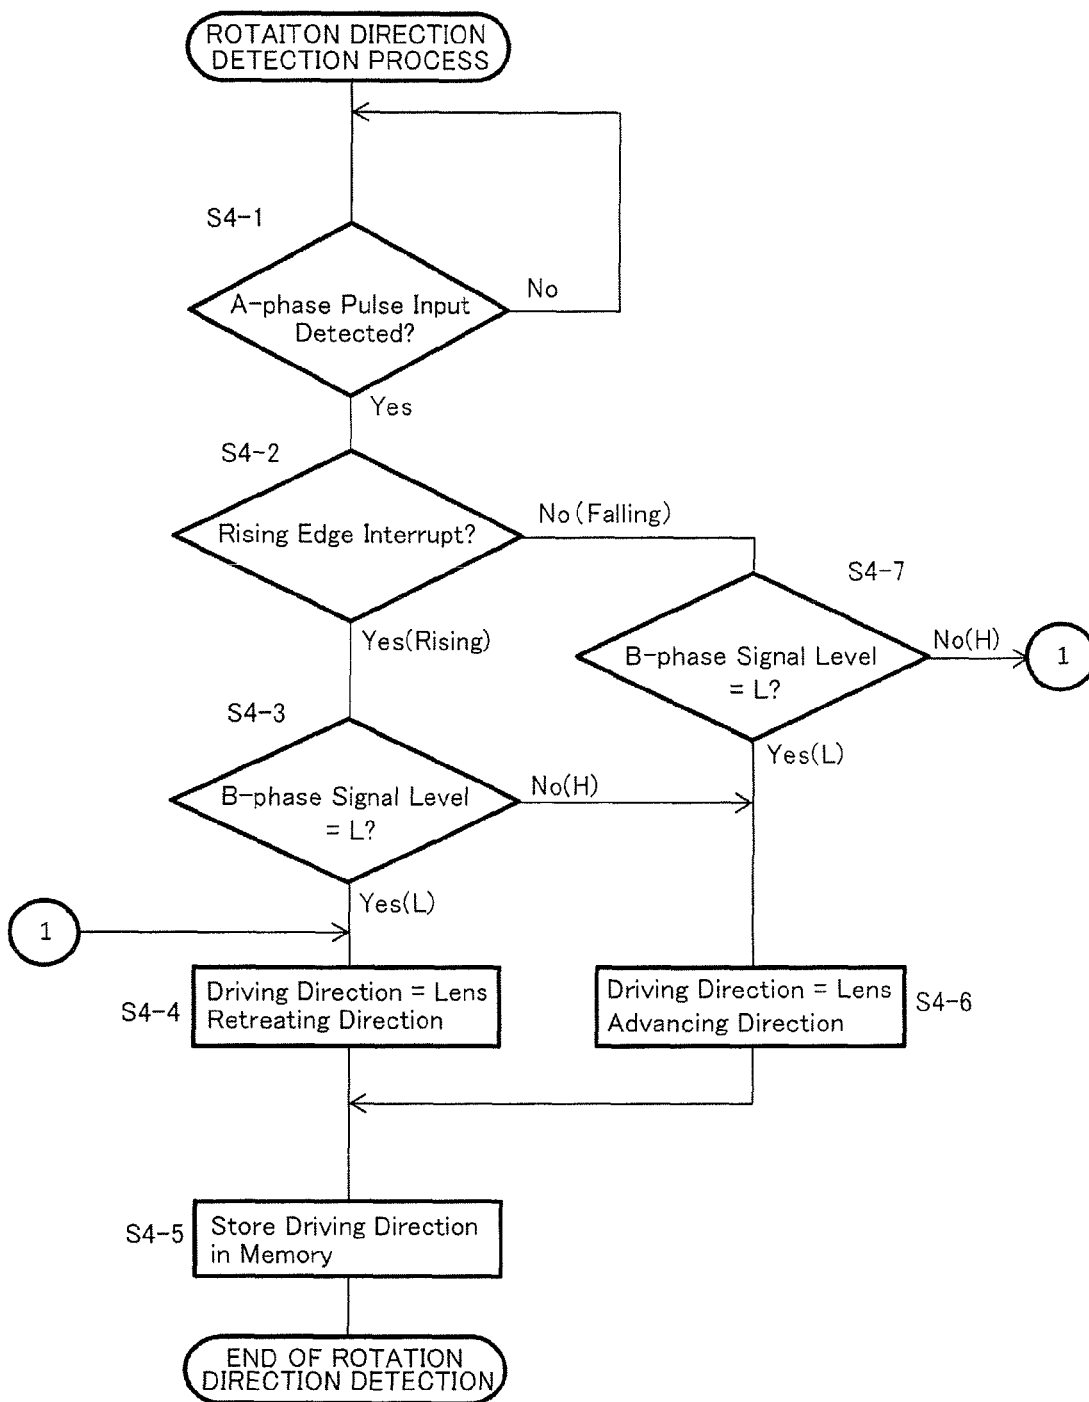 ROTAITON DIRECTION
DETECTION PROCESS
S4-1
A-phase Pulse Input
Detected?
No
Yes
S4-2
Rising Edge Interrupt?
No(Falling)
Yes(Rising)
S4-7
B-phase Signal Level
= L?
No(H)
1
Yes(L)
S4-3
B-phase Signal Level
= L?
No(H)
Yes(L)
1
S4-4
Driving Direction = Lens
Retreating Direction
Driving Direction = Lens
Advancing Direction
S4-6
S4-5
Store Driving Direction
in Memory
END OF ROTATION
DIRECTION DETECTION